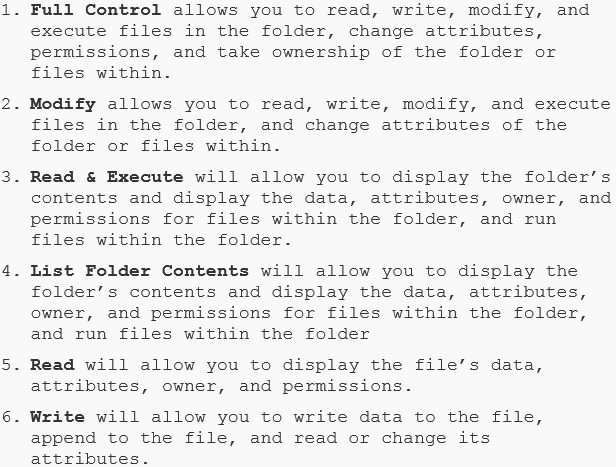 1. Full Control allows you to read, write, modify, and
execute files in the folder, change attributes,
permissions, and take ownership of the folder or
files within.
2. Modify allows you to read, write, modify, and execute
files in the folder, and change attributes of the
folder or files within.
3. Read & Execute will allow you to display the folder’s
contents and display the data, attributes, owner, and
permissions for files within the folder, and run
files within the folder.
4. List Folder Contents will allow you to display the
folder’s contents and display the data, attributes,
owner, and permissions for files within the folder,
and run files within the folder
5. Read will allow you to display the file’s data,
attributes, owner, and permissions.
6. Write will allow you to write data to the file,
append to the file, and read or change its
attributes.